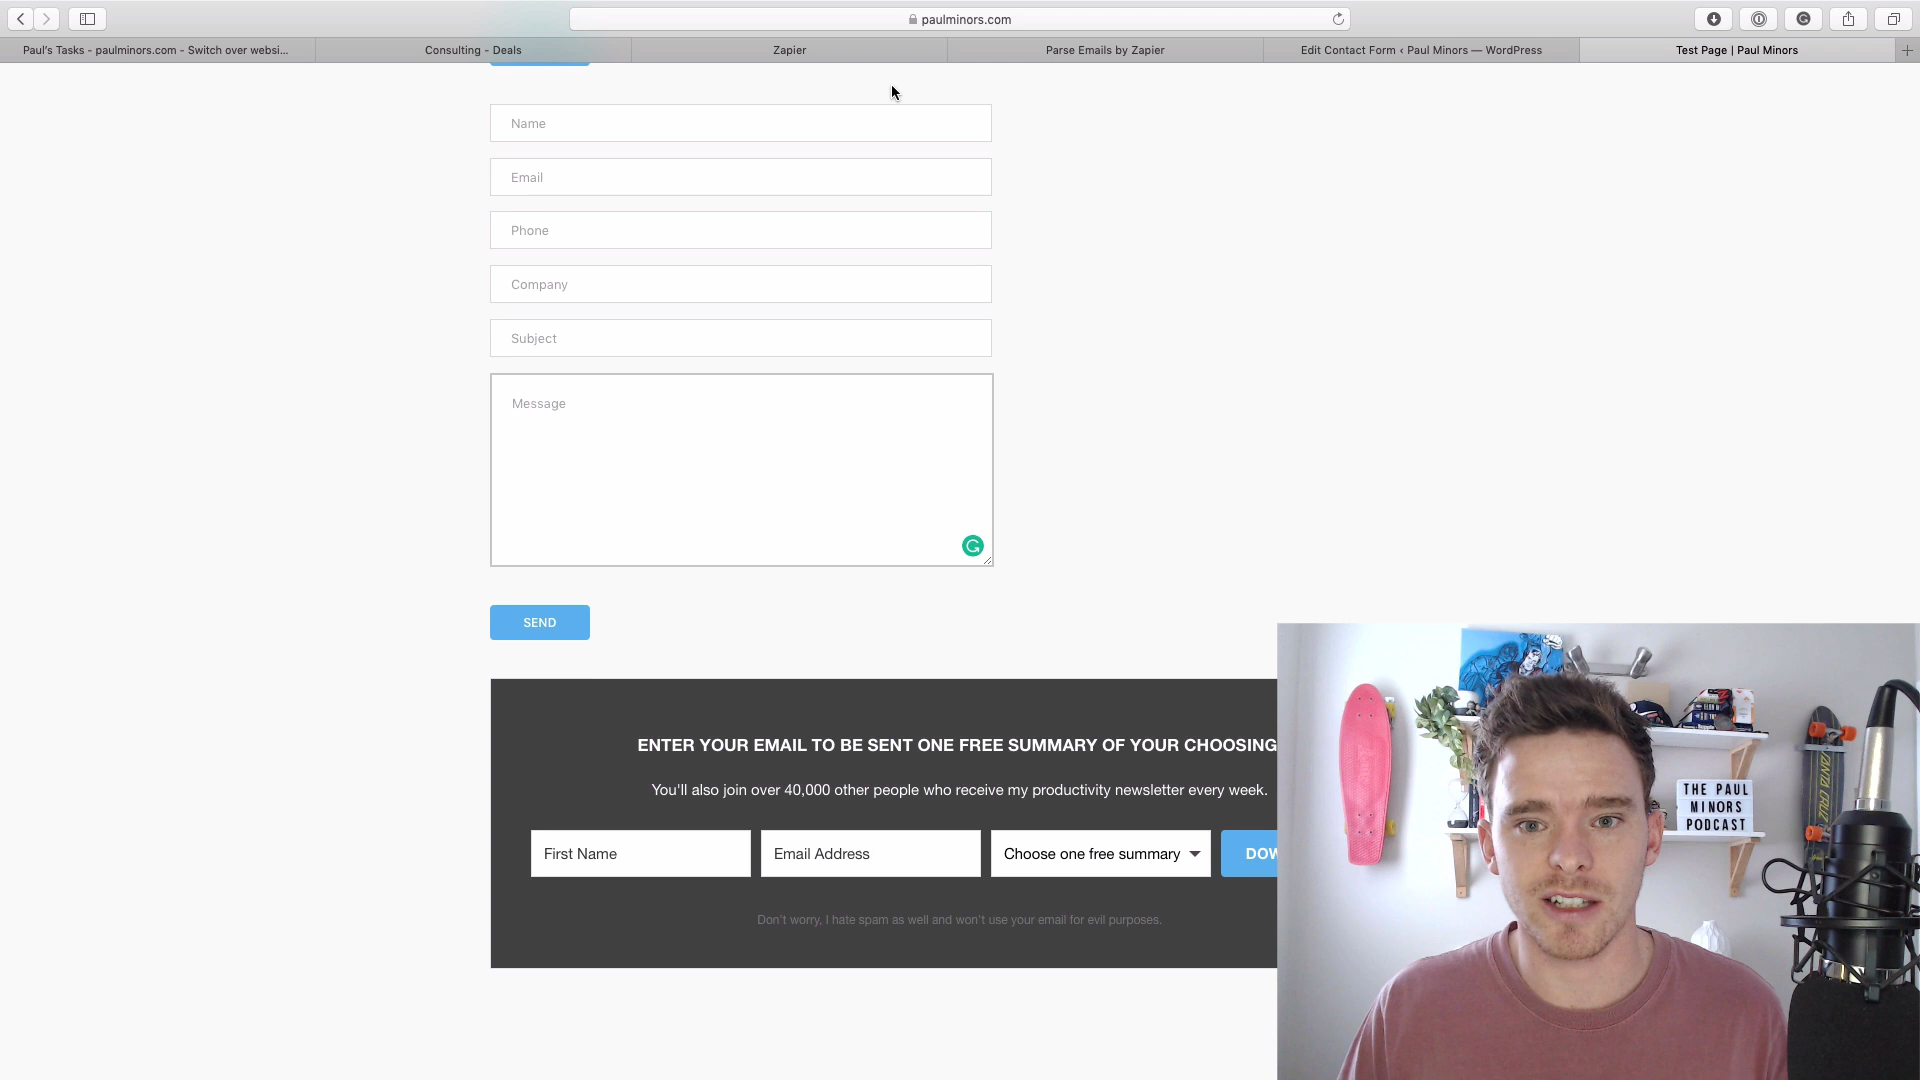 paulminors.com
Paul's Tasks - paulminors.com - Switch over websi...
Consulting - Deals
Zapier
Parse Emails by Zapier
Edit Contact Form ‹ Paul Minors — WordPress
Test Page | Paul Minors
Name
Email
Phone
Company
Subject
Message
SEND
ENTER YOUR EMAIL TO BE SENT ONE FREE SUMMARY OF YOUR CHOOSING
You'll also join over 40,000 other people who receive my productivity newsletter every week.
First Name
Email Address
Choose one free summary
DOW
Don't worry, I hate spam as well and won't use your email for evil purposes.
THE PAUL
MINORS
PODCAST